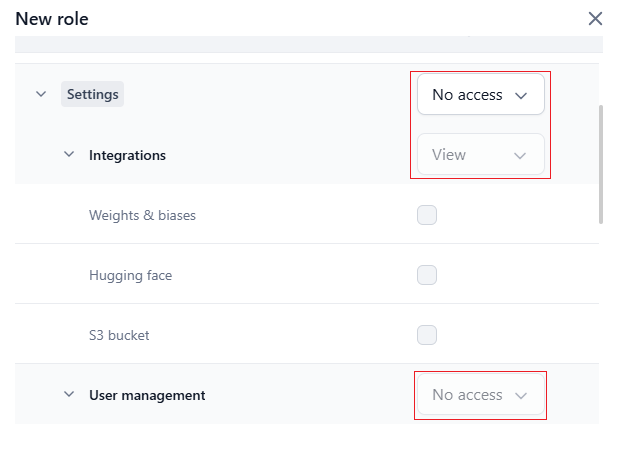 New role
Settings
No access
Integrations
View
Weights & biases
Hugging face
S3 bucket
User management
No access